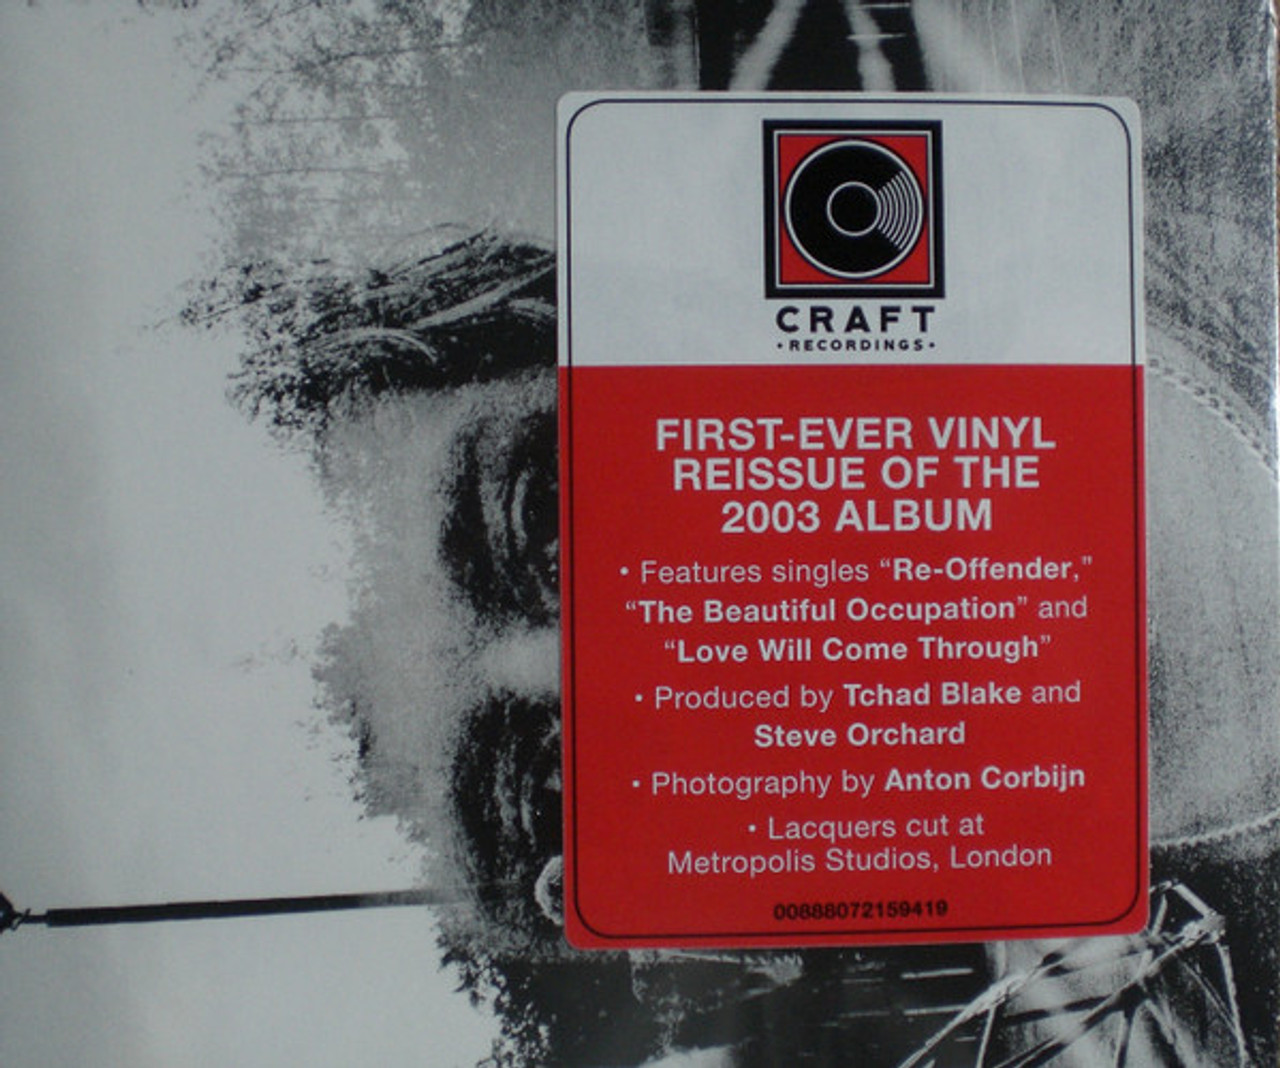 CRAFT
•RECORDINGS•
FIRST-EVER VINYL
REISSUE OF THE
2003 ALBUM
• Features singles “Re-Offender,”
“The Beautiful Occupation” and
“Love Will Come Through”
• Produced by Tchad Blake and
Steve Orchard
• Photography by Anton Corbijn
• Lacquers cut at
Metropolis Studios, London
00888072159419